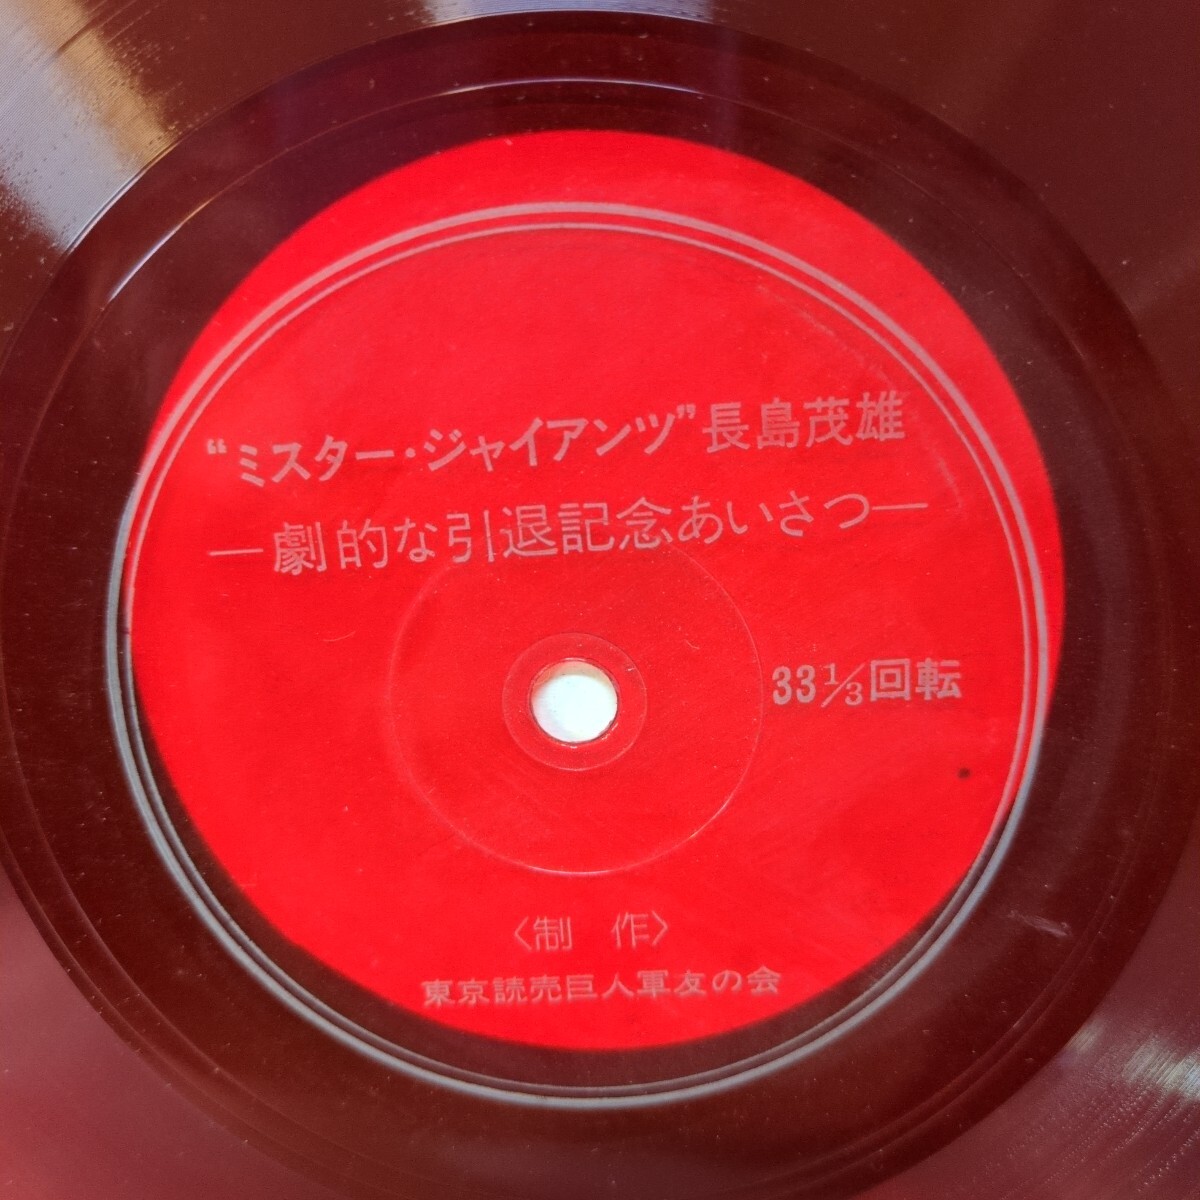 “ミスター・ジャイアンツ”長島茂雄
―劇的な引退記念あいさつ―
33 1/3回転
〈制　作〉
東京読売巨人軍友の会